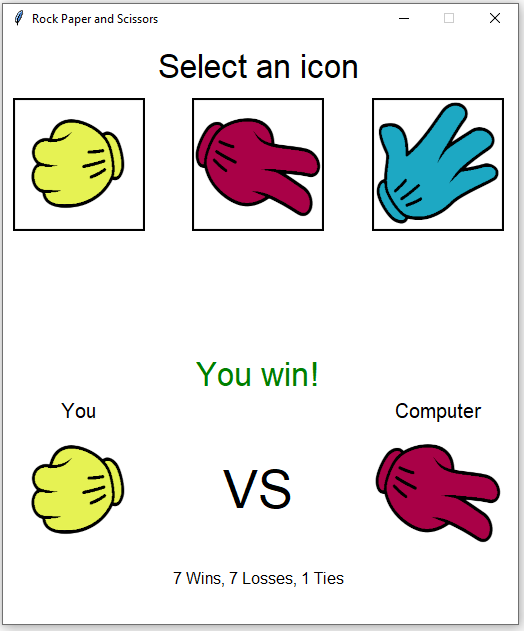 Rock Paper and Scissors
Select an icon
You win!
You
Computer
VS
7 Wins, 7 Losses, 1 Ties